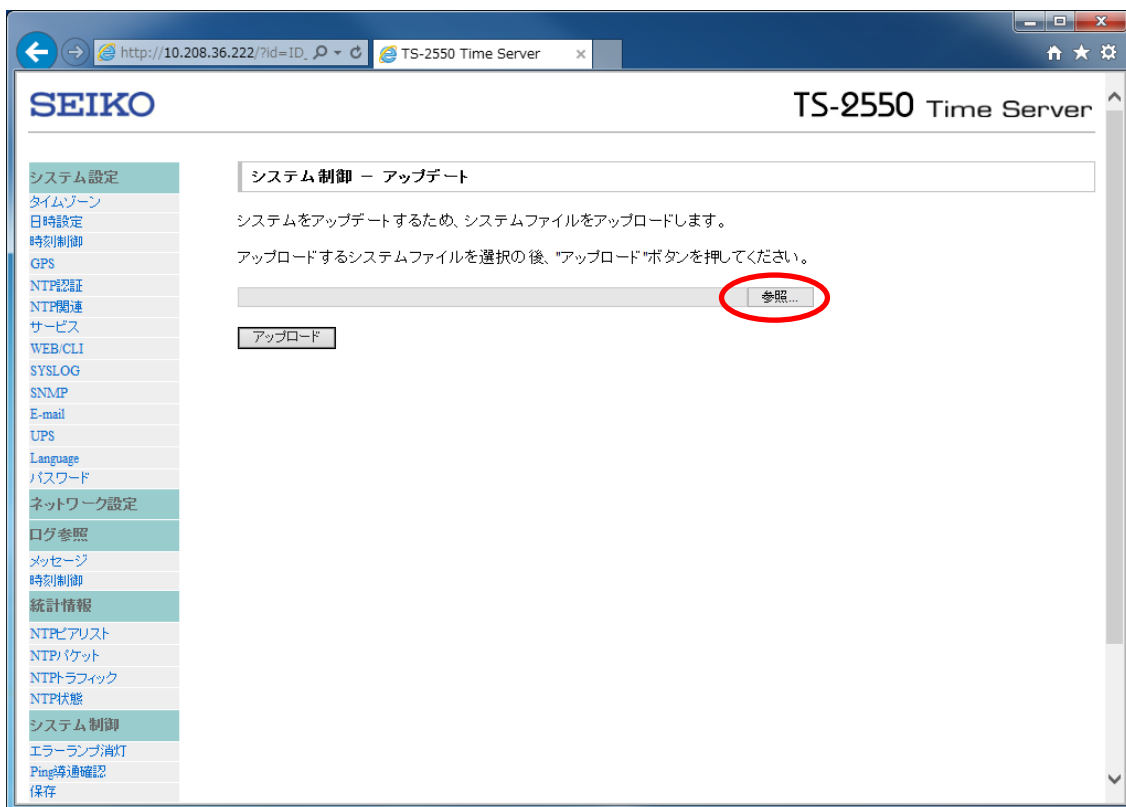 http://10.208.36.222/?id=ID_
TS-2550 Time Server
SEIKO
TS-2550 Time Server
システム設定
タイムゾーン
日時設定
時刻制御
GPS
NTP認証
NTP関連
サービス
WEB/CLI
SYSLOG
SNMP
E-mail
UPS
Language
パスワード
ネットワーク設定
ログ参照
メッセージ
時刻制御
統計情報
NTPピアリスト
NTPパケット
NTPトラフィック
NTP状態
システム制御
エラーランプ消灯
Ping導通確認
保存
システム制御 － アップデート
システムをアップデートするため、システムファイルをアップロードします。
アップロードするシステムファイルを選択の後、"アップロード"ボタンを押してください。
参照...
アップロード